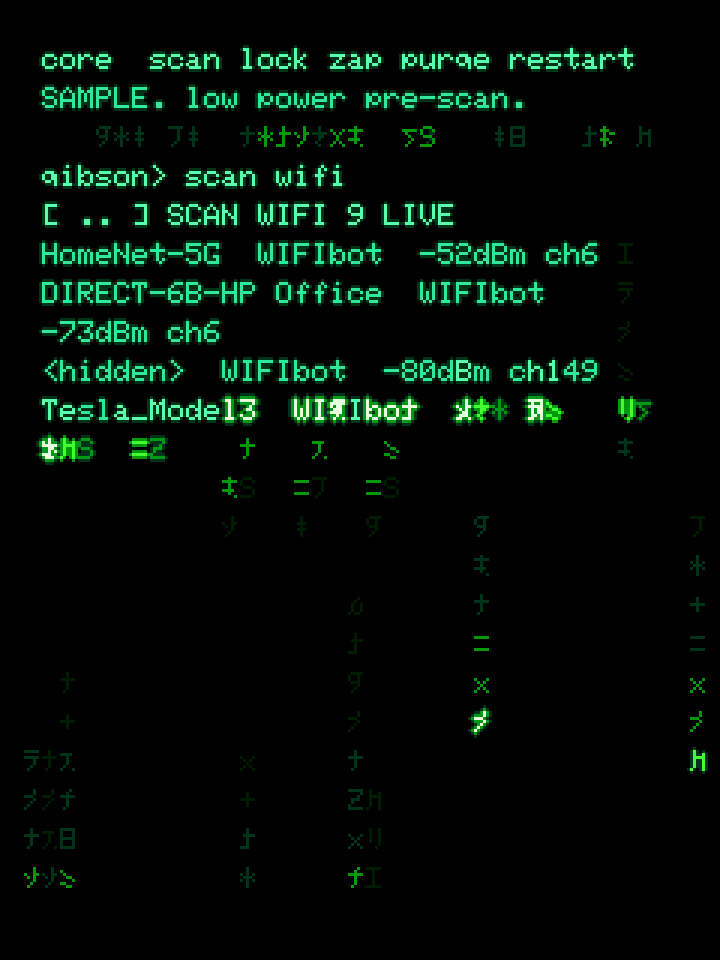 core scan lock zap purge restart
SAMPLE. low power pre-scan.
gibson> scan wifi
[ .. ] SCAN WIFI 9 LIVE
HomeNet-5G WIFIbot -52dBm ch6
DIRECT-6B-HP Office WIFIbot
-73dBm ch6
<hidden> WIFIbot -80dBm ch149
Tesla_Model3 WIFIbot